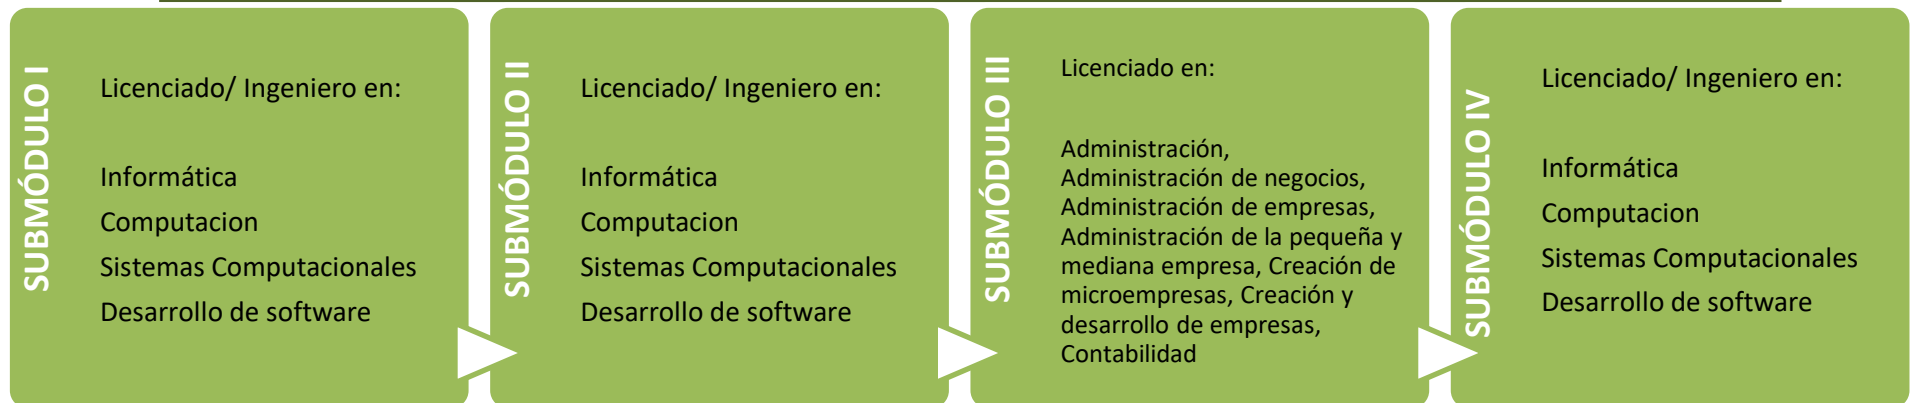 SUBMÓDULO I
Licenciado/ Ingeniero en:
Informática
Computacion
Sistemas Computacionales
Desarrollo de software
SUBMÓDULO II
Licenciado/ Ingeniero en:
Informática
Computacion
Sistemas Computacionales
Desarrollo de software
SUBMÓDULO III
Licenciado en:
Administración,
Administración de negocios,
Administración de empresas,
Administración de la pequeña y
mediana empresa, Creación de
microempresas, Creación y
desarrollo de empresas,
Contabilidad
SUBMÓDULO IV
Licenciado/ Ingeniero en:
Informática
Computacion
Sistemas Computacionales
Desarrollo de software